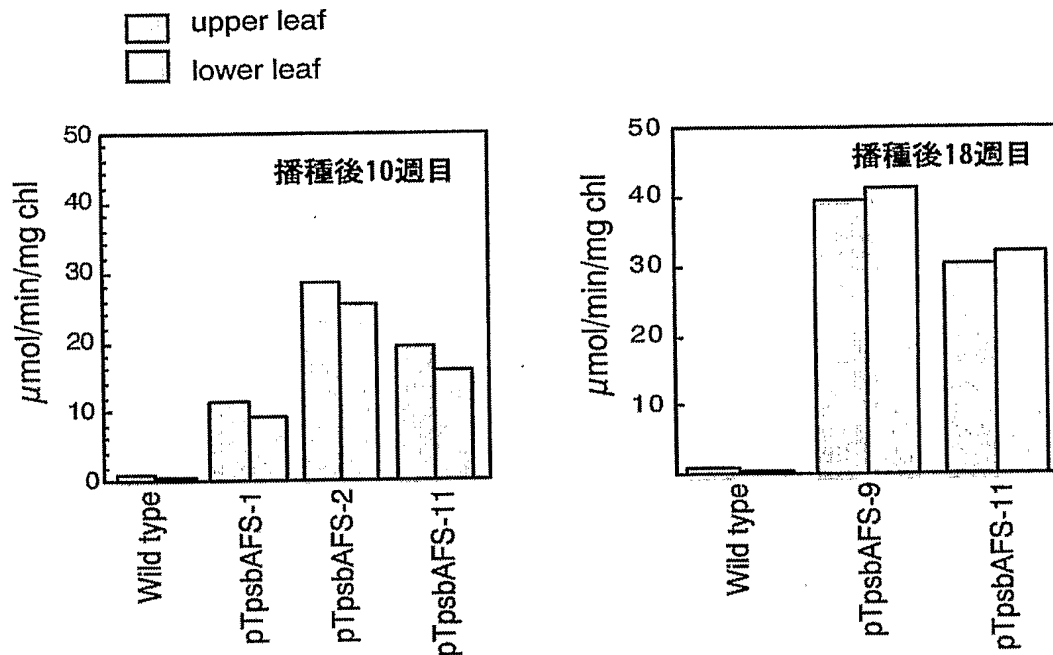 upper leaf
lower leaf
µmol/min/mg chl
50
40
30
20
10
0
播種後10週目
Wild type
pTpsbAFS-1
pTpsbAFS-2
pTpsbAFS-11
µmol/min/mg chl
50
40
30
20
10
播種後18週目
Wild type
pTpsbAFS-9
pTpsbAFS-11